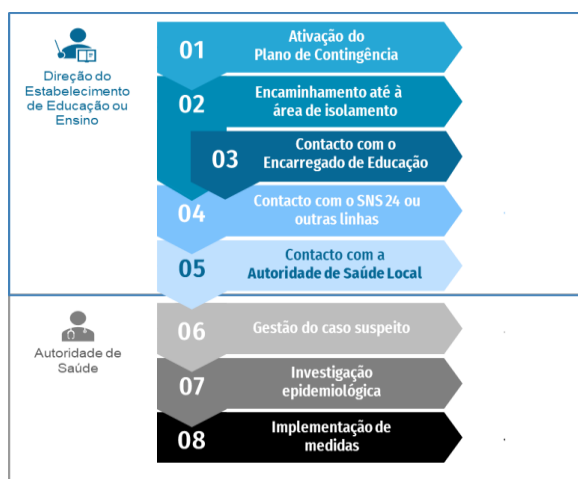 Direção do
Estabelecimento
de Educação ou
Ensino
01
Ativação do
Plano de Contingência
02
Encaminhamento até à
área de isolamento
03
Contacto com o
Encarregado de Educação
04
Contacto com o SNS 24 ou
outras linhas
05
Contacto com a
Autoridade de Saúde Local
Autoridade de
Saúde
06
Gestão do caso suspeito
07
Investigação
epidemiológica
08
Implementação de
medidas